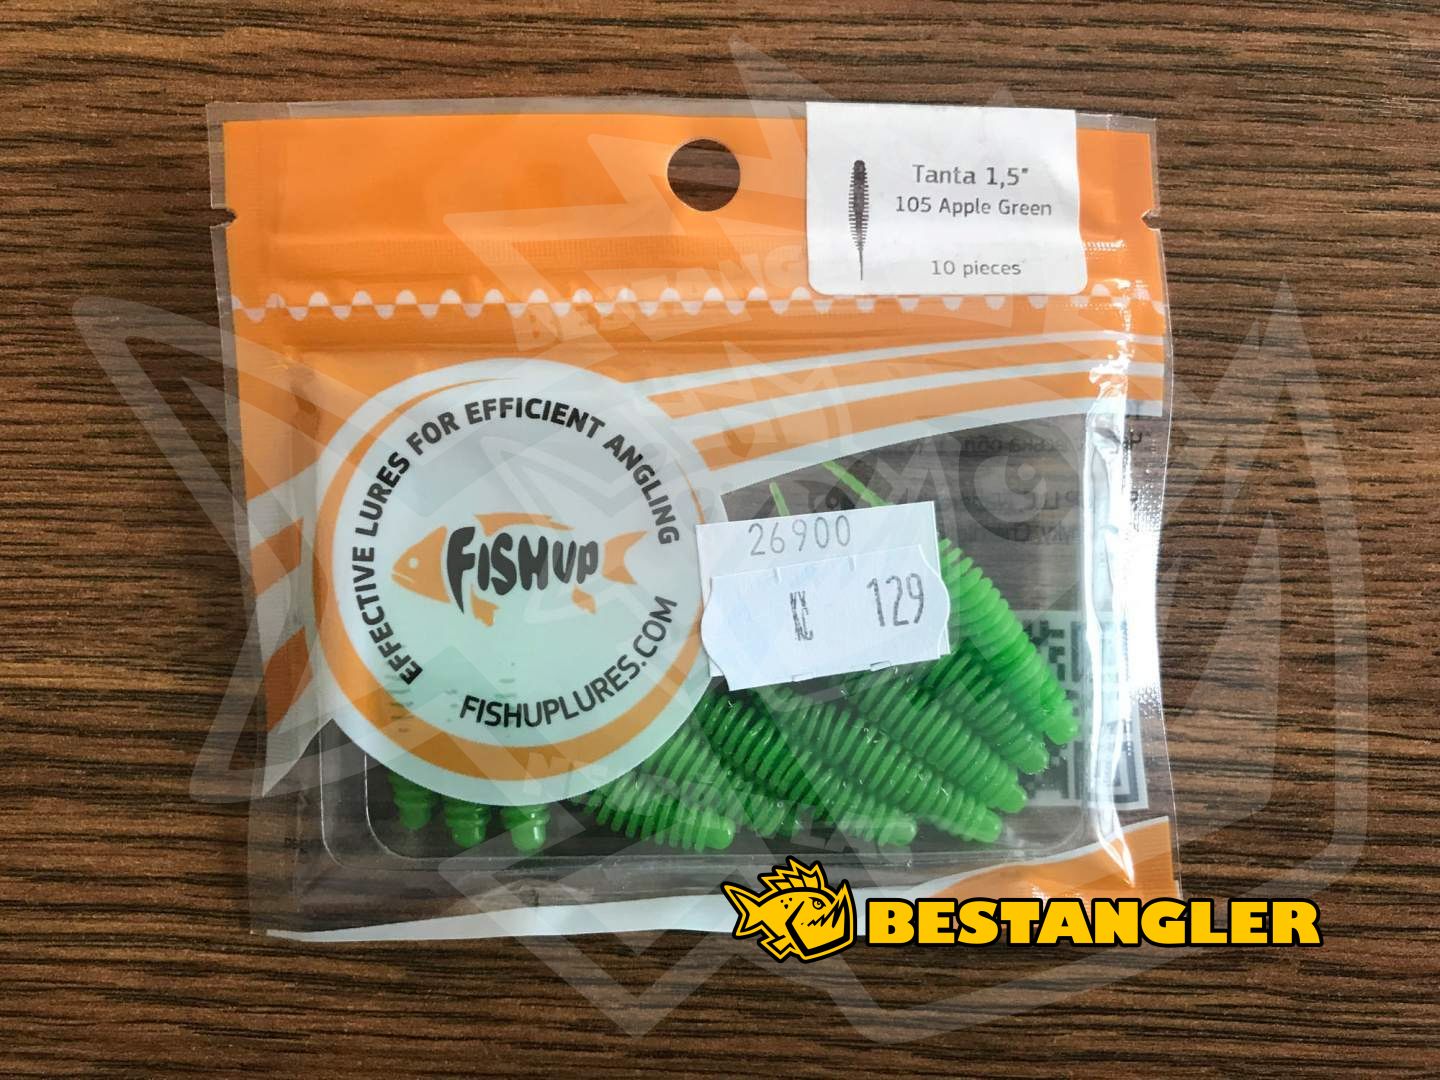 Tanta 1,5"
105 Apple Green
10 pieces
EFFECTIVE LURES FOR EFFICIENT ANGLING
FISHUP
FISHUPLURES.COM
26900
Kč 129
BESTANGLER